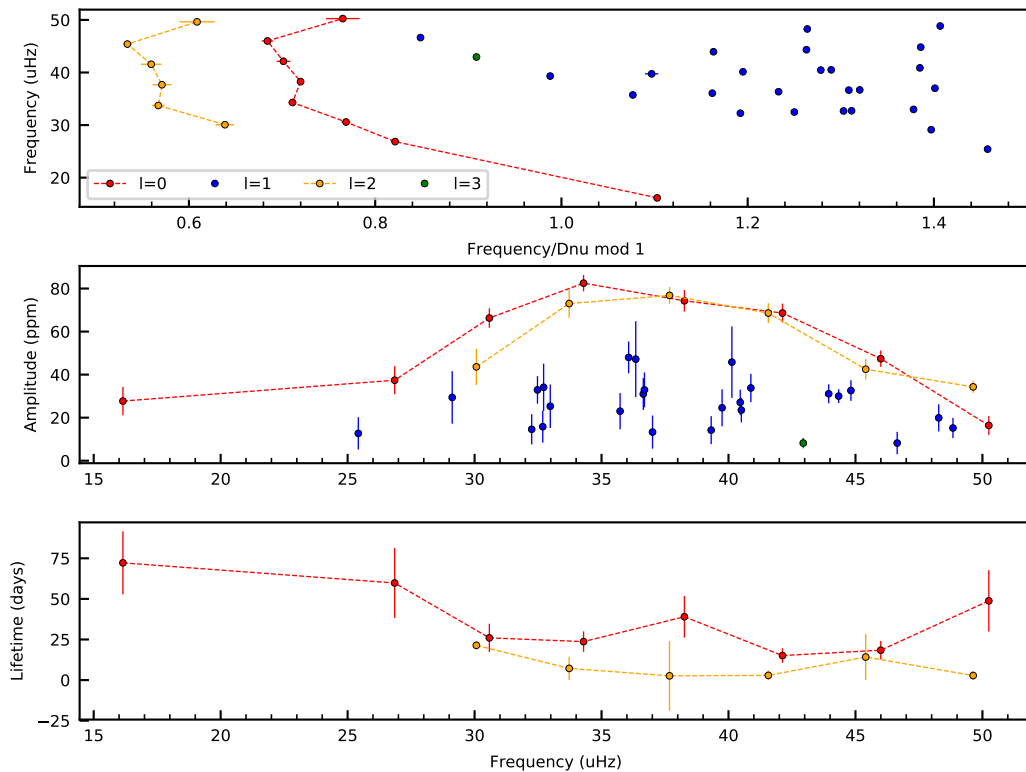 50
40
30
20
Frequency (uHz)
l=0 l=1 l=2 l=3
0.6 0.8 1.0 1.2 1.4
Frequency/Dnu mod 1
80
60
40
20
0
Amplitude (ppm)
15 20 25 30 35 40 45 50
75
50
25
0
−25
Lifetime (days)
15 20 25 30 35 40 45 50
Frequency (uHz)